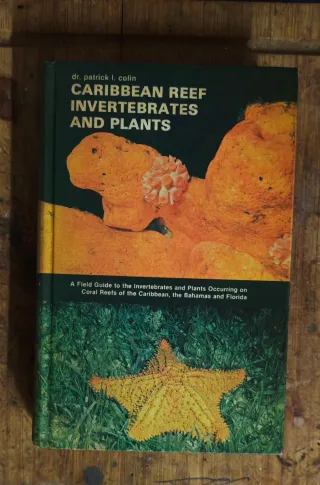 dr. patrick l. colin
CARIBBEAN REEF
INVERTEBRATES
AND PLANTS
A Field Guide to the Invertebrates and Plants Occurring on
Coral Reefs of the Caribbean, the Bahamas and Florida